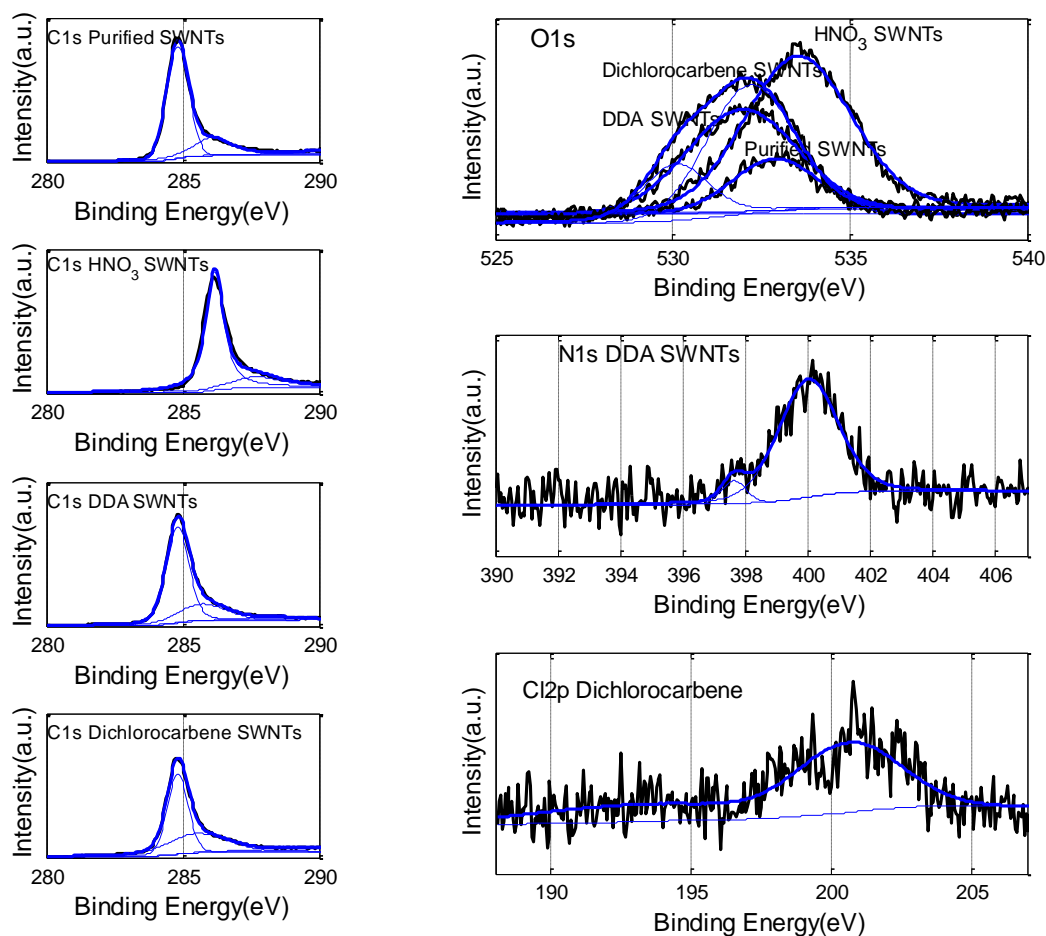 C1s Purified SWNTs
Intensity(a.u.)
280 285 290
Binding Energy(eV)
C1s HNO3 SWNTs
Intensity(a.u.)
280 285 290
Binding Energy(eV)
C1s DDA SWNTs
Intensity(a.u.)
280 285 290
Binding Energy(eV)
C1s Dichlorocarbene SWNTs
Intensity(a.u.)
280 285 290
Binding Energy(eV)
O1s
HNO3 SWNTs
Dichlorocarbene SWNTs
DDA SWNTs
Purified SWNTs
Intensity(a.u.)
525 530 535 540
Binding Energy(eV)
N1s DDA SWNTs
Intensity(a.u.)
390 392 394 396 398 400 402 404 406
Binding Energy(eV)
Cl2p Dichlorocarbene
Intensity(a.u.)
190 195 200 205
Binding Energy(eV)